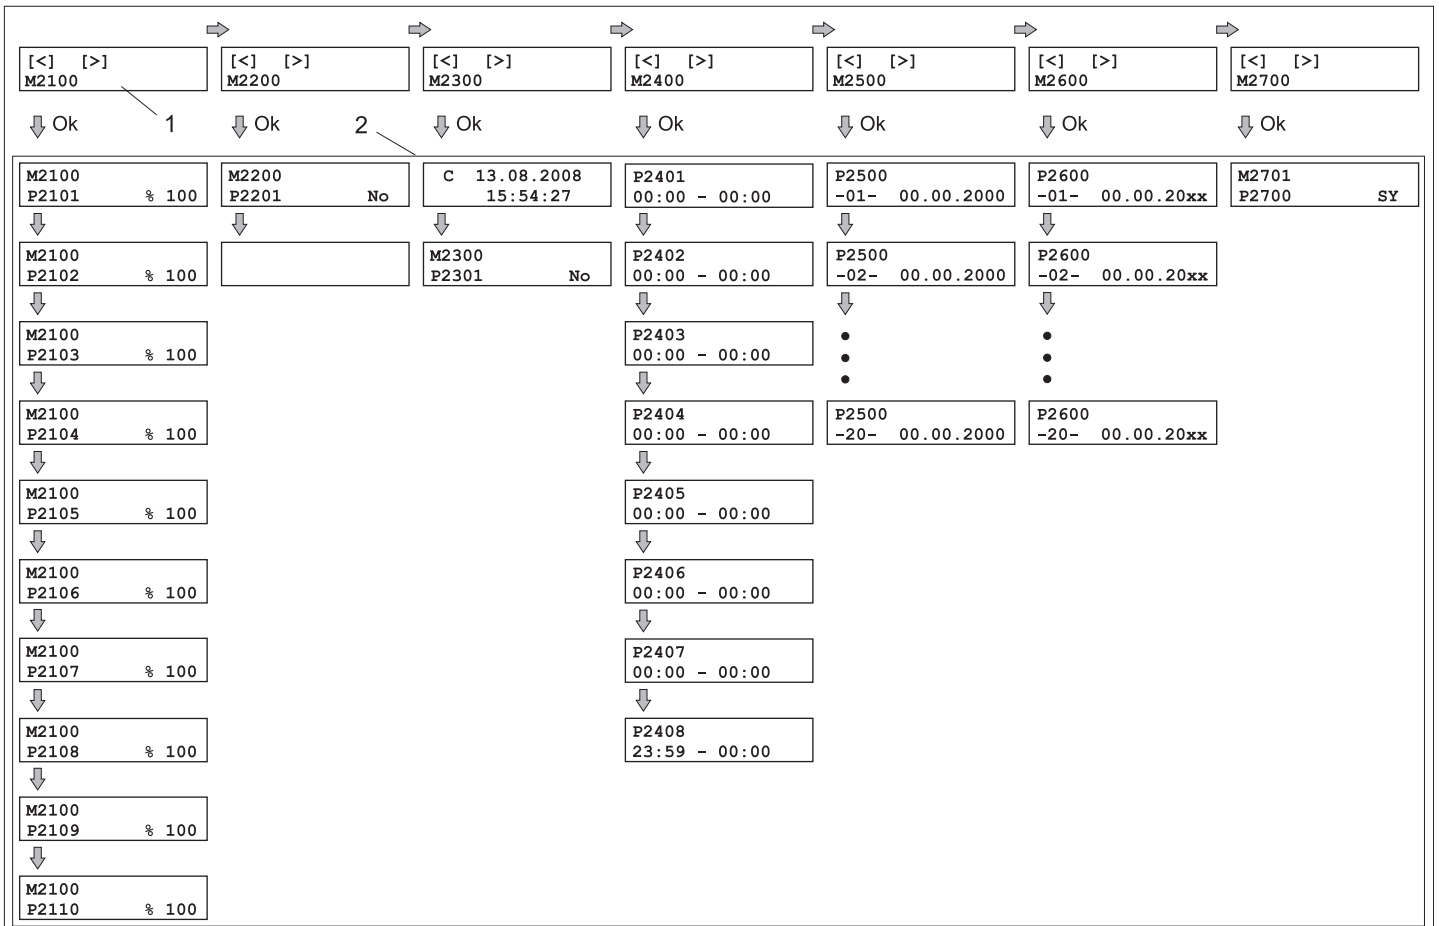 [<] [>]
M2100
[<] [>]
M2200
[<] [>]
M2300
[<] [>]
M2400
[<] [>]
M2500
[<] [>]
M2600
[<] [>]
M2700
Ok
1
Ok
2
Ok
Ok
Ok
Ok
Ok
M2100
P2101 % 100
M2100
P2102 % 100
M2100
P2103 % 100
M2100
P2104 % 100
M2100
P2105 % 100
M2100
P2106 % 100
M2100
P2107 % 100
M2100
P2108 % 100
M2100
P2109 % 100
M2100
P2110 % 100
M2200
P2201 No
C 13.08.2008
15:54:27
M2300
P2301 No
P2401
00:00 - 00:00
P2402
00:00 - 00:00
P2403
00:00 - 00:00
P2404
00:00 - 00:00
P2405
00:00 - 00:00
P2406
00:00 - 00:00
P2407
00:00 - 00:00
P2408
23:59 - 00:00
P2500
-01- 00.00.2000
P2500
-02- 00.00.2000
P2500
-20- 00.00.2000
P2600
-01- 00.00.20xx
P2600
-02- 00.00.20xx
P2600
-20- 00.00.20xx
M2701
P2700 SY